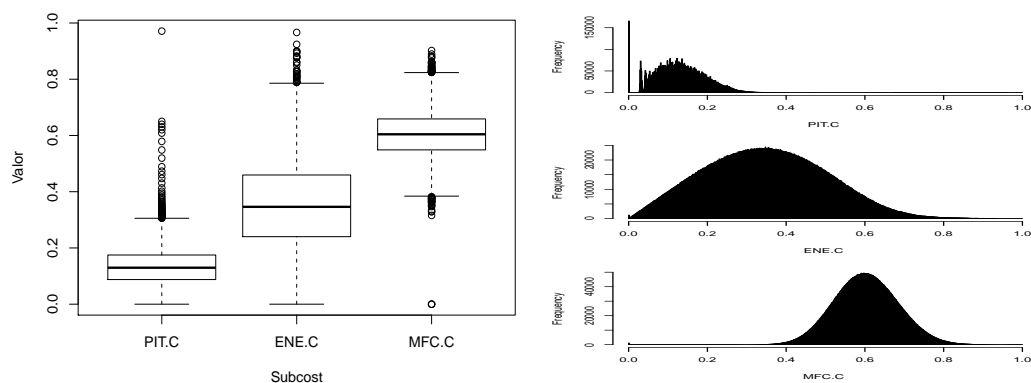 1.0
0.8
0.6
0.4
0.2
0.0
Valor
PIT.C ENE.C MFC.C
Subcost
150000
50000
0
Frequency
0.0 0.2 0.4 0.6 0.8 1.0
PIT.C
20000
10000
0
Frequency
0.0 0.2 0.4 0.6 0.8 1.0
ENE.C
40000
20000
0
Frequency
0.0 0.2 0.4 0.6 0.8 1.0
MFC.C